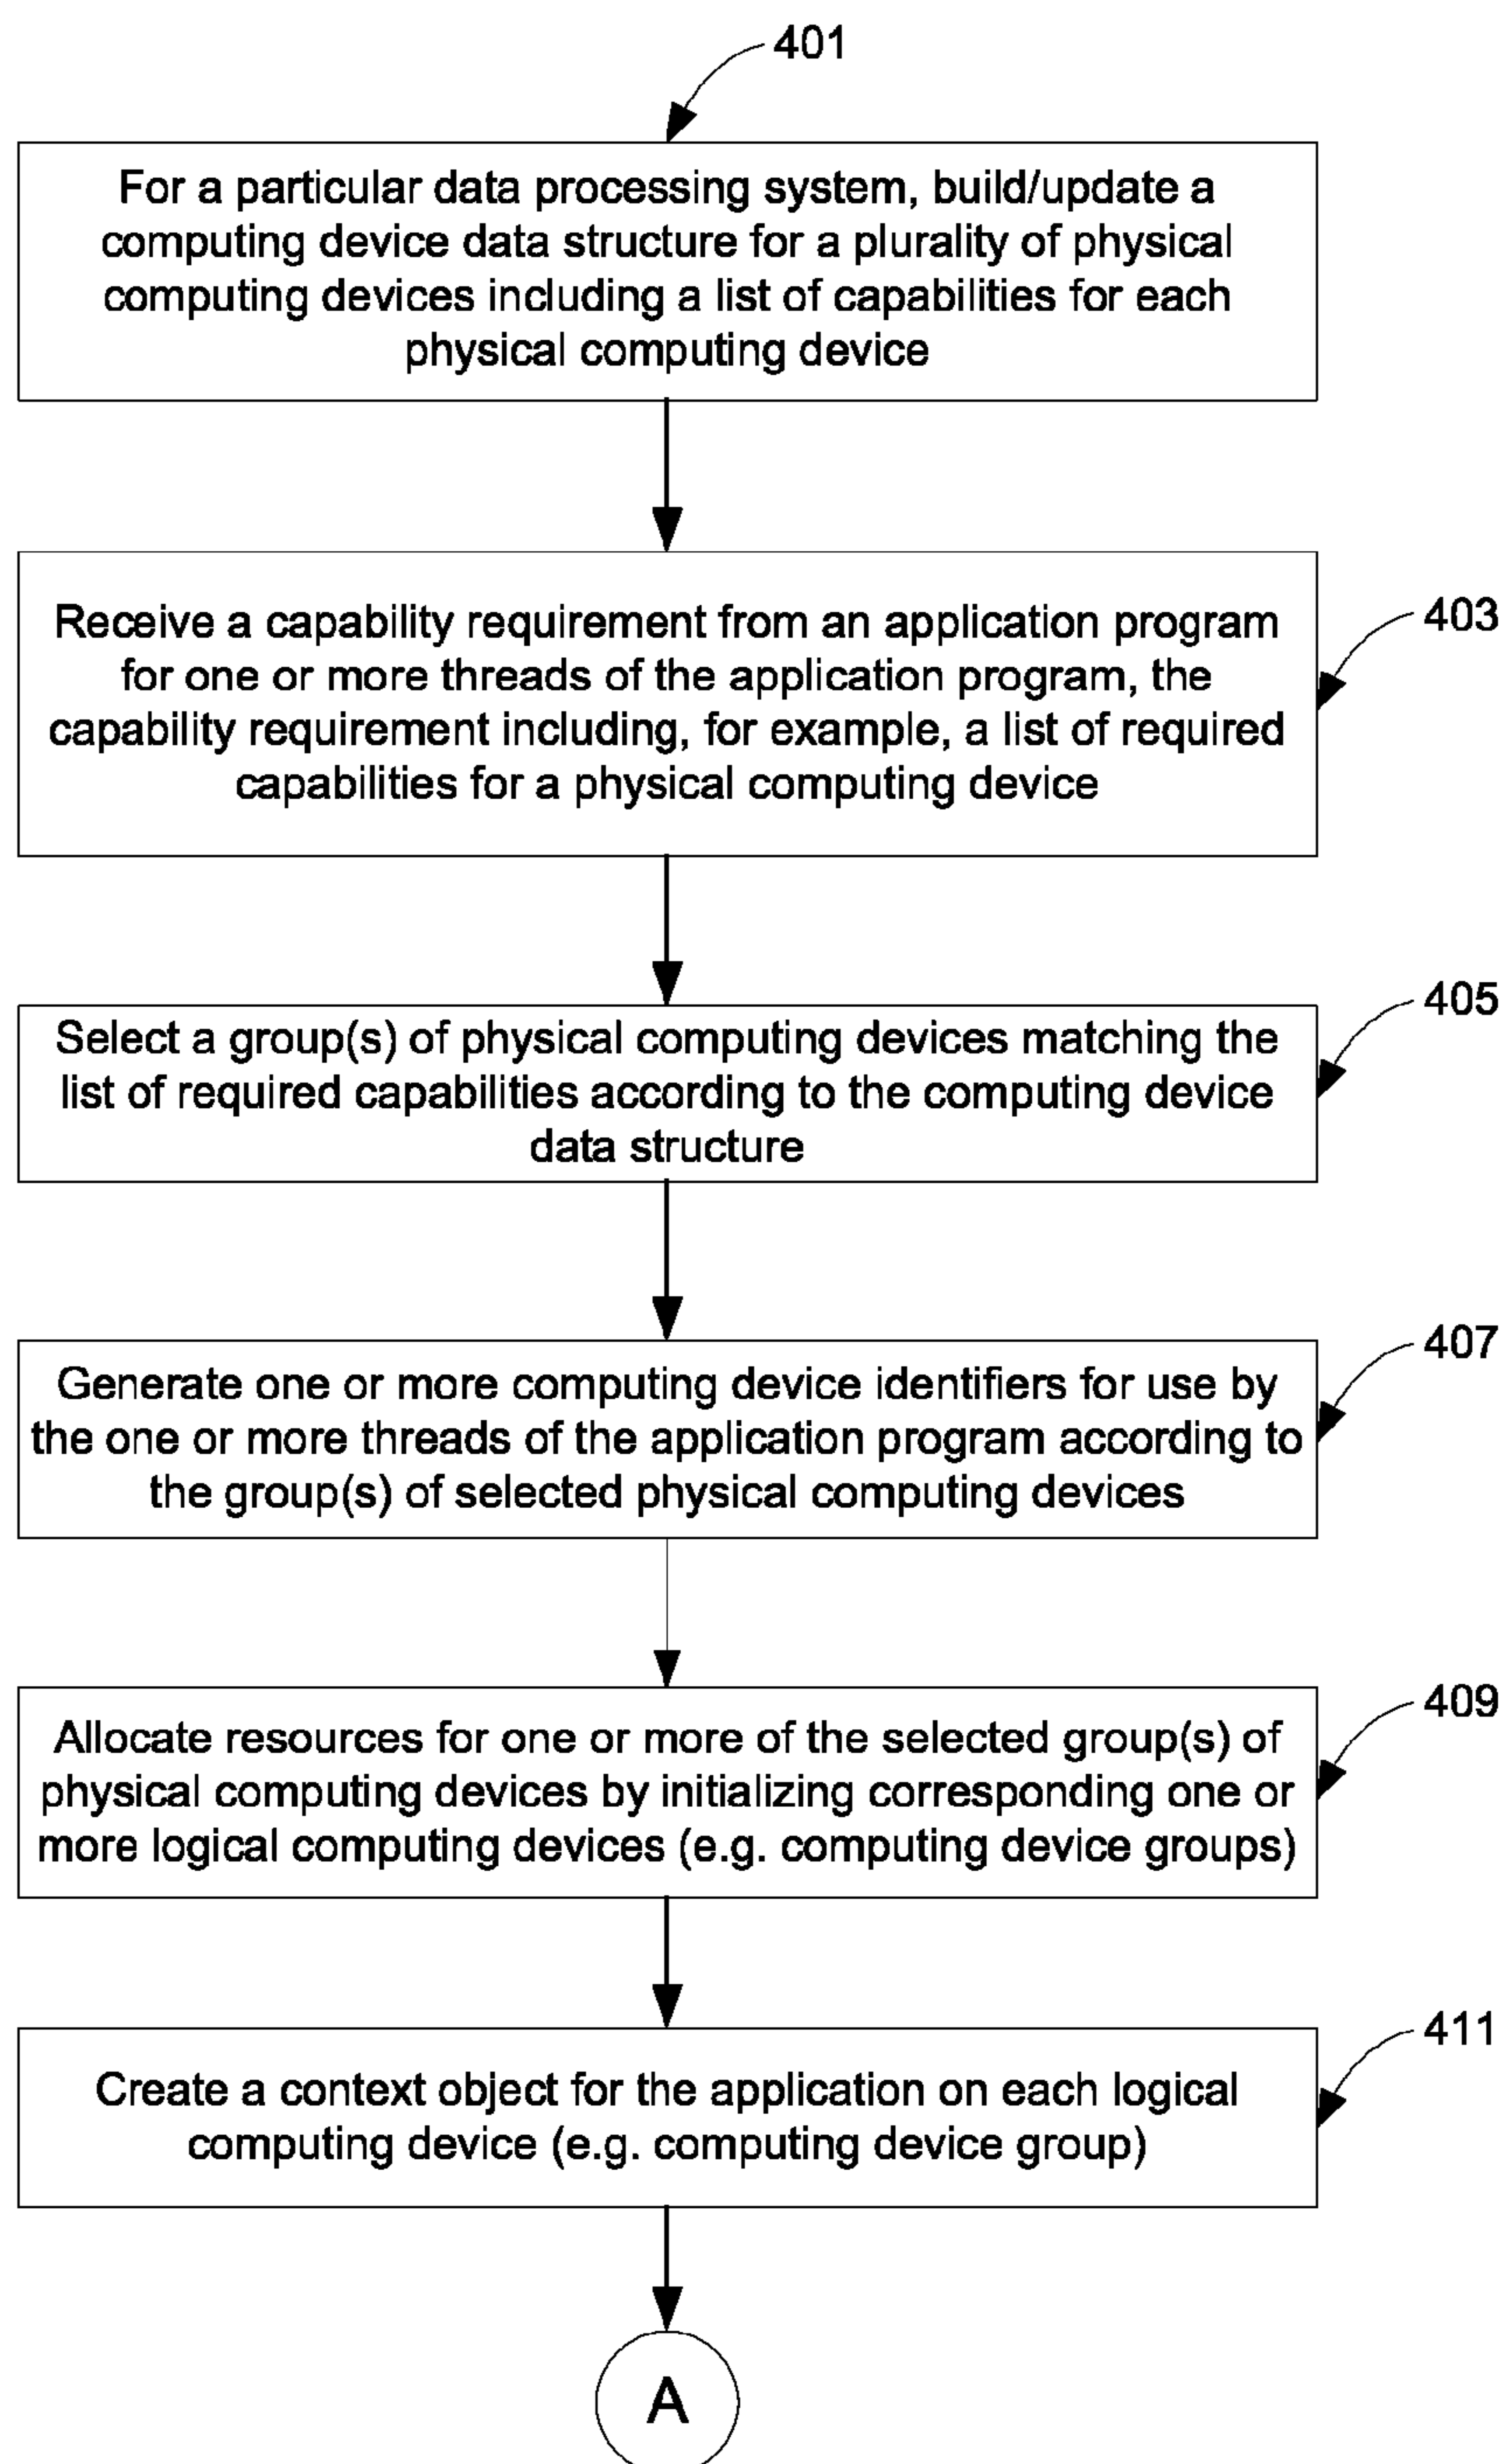 401
For a particular data processing system, build/update a
computing device data structure for a plurality of physical
computing devices including a list of capabilities for each
physical computing device
Receive a capability requirement from an application program
for one or more threads of the application program, the
capability requirement including, for example, a list of required
capabilities for a physical computing device
403
Select a group(s) of physical computing devices matching the
list of required capabilities according to the computing device
data structure
405
Generate one or more computing device identifiers for use by
the one or more threads of the application program according to
the group(s) of selected physical computing devices
407
Allocate resources for one or more of the selected group(s) of
physical computing devices by initializing corresponding one or
more logical computing devices (e.g. computing device groups)
409
Create a context object for the application on each logical
computing device (e.g. computing device group)
411
A